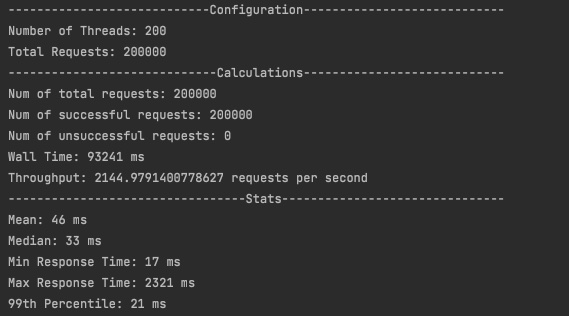 ----------------------------Configuration----------------------------
Number of Threads: 200
Total Requests: 200000
-----------------------------Calculations----------------------------
Num of total requests: 200000
Num of successful requests: 200000
Num of unsuccessful requests: 0
Wall Time: 93241 ms
Throughput: 2144.9791400778627 requests per second
---------------------------------Stats-------------------------------
Mean: 46 ms
Median: 33 ms
Min Response Time: 17 ms
Max Response Time: 2321 ms
99th Percentile: 21 ms